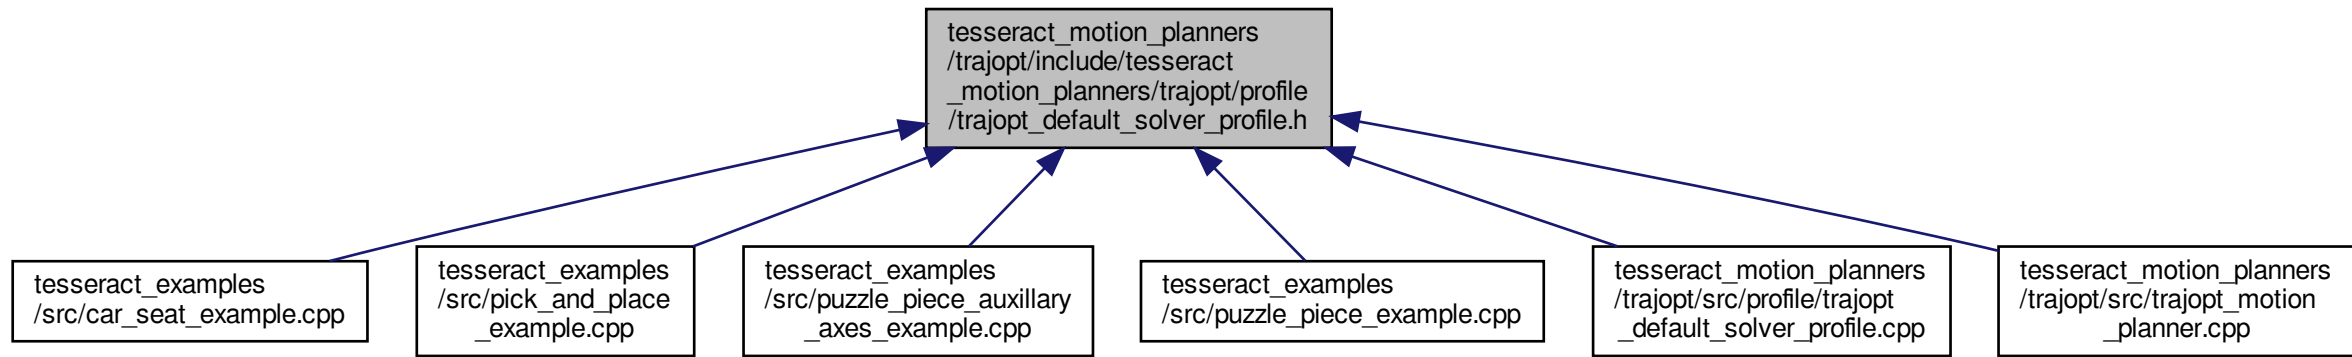 tesseract_motion_planners
/trajopt/include/tesseract
_motion_planners/trajopt/profile
/trajopt_default_solver_profile.h
tesseract_examples
/src/car_seat_example.cpp
tesseract_examples
/src/pick_and_place
_example.cpp
tesseract_examples
/src/puzzle_piece_auxillary
_axes_example.cpp
tesseract_examples
/src/puzzle_piece_example.cpp
tesseract_motion_planners
/trajopt/src/profile/trajopt
_default_solver_profile.cpp
tesseract_motion_planners
/trajopt/src/trajopt_motion
_planner.cpp